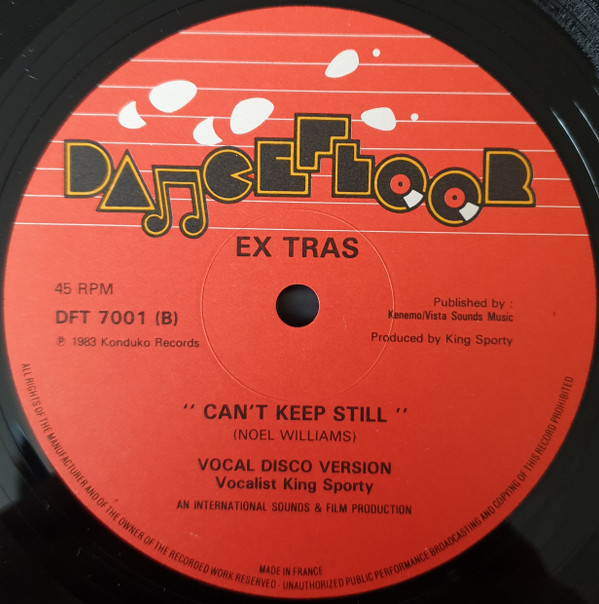 DANCEFLOOR
EX TRAS
45 RPM
DFT 7001 (B)
℗ 1983 Konduko Records
Published by :
Kenemo/Vista Sounds Music
Produced by King Sporty
" CAN'T KEEP STILL "
(NOEL WILLIAMS)
VOCAL DISCO VERSION
Vocalist King Sporty
AN INTERNATIONAL SOUNDS & FILM PRODUCTION
MADE IN FRANCE
ALL RIGHTS OF THE MANUFACTURER AND OF THE OWNER OF THE RECORDED WORK RESERVED - UNAUTHORIZED PUBLIC PERFORMANCE BROADCASTING AND COPYING OF THIS RECORD PROHIBITED